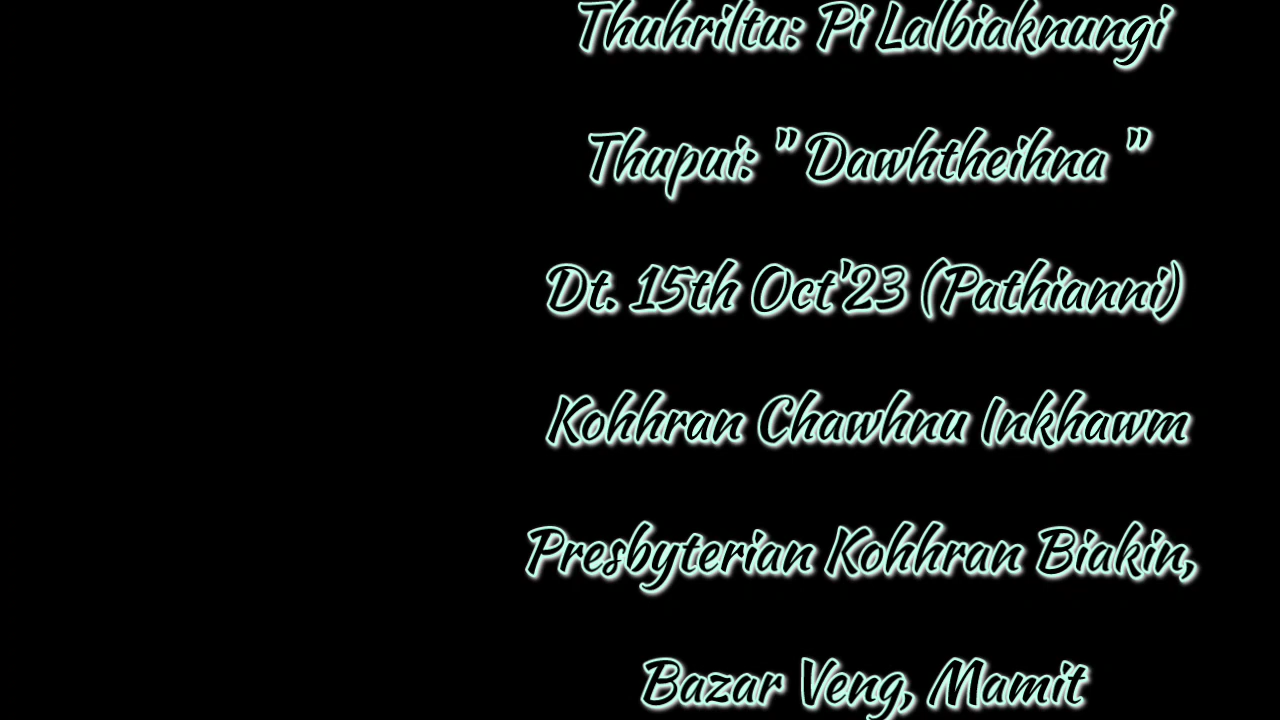 Thuhriltu: Pi Lalbiaknungi
Thupui: " Dawhtheihna "
Dt. 15th Oct'23 (Pathianni)
Kohhran Chawhnu Inkhawm
Presbyterian Kohhran Biakin,
Bazar Veng, Mamit